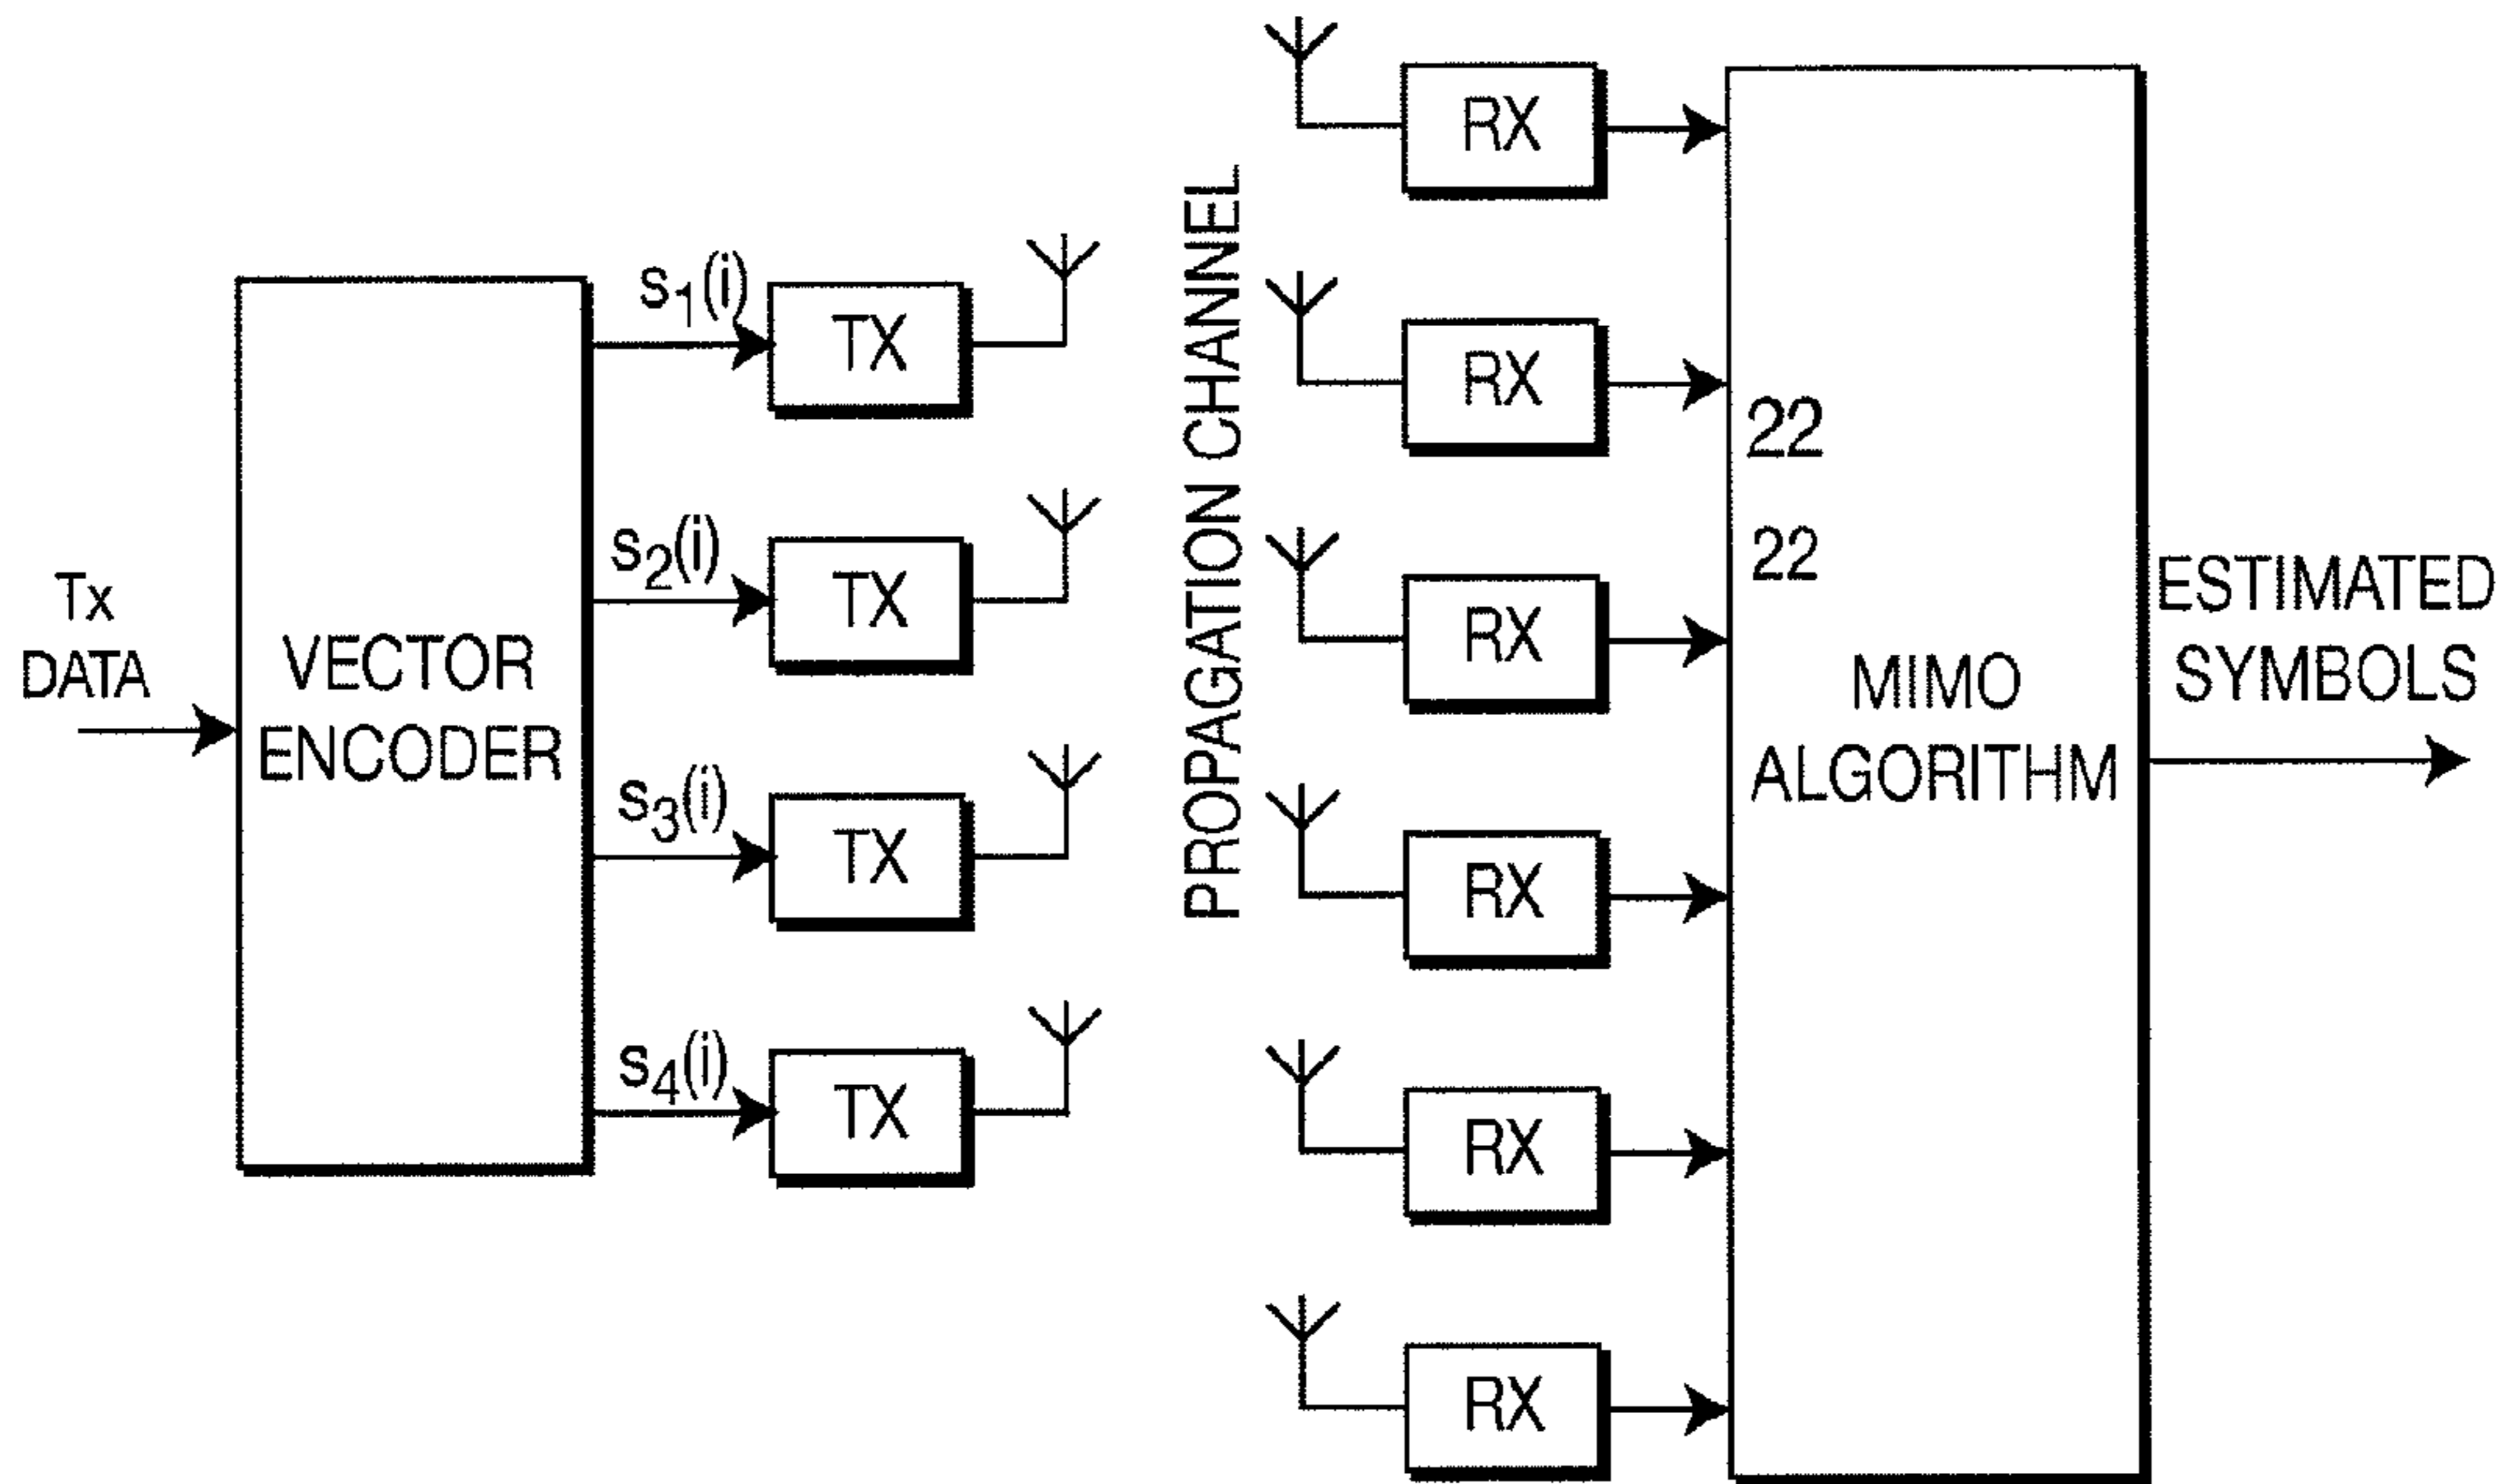 Tx
DATA
VECTOR
ENCODER
s1(i)
TX
s2(i)
TX
s3(i)
TX
s4(i)
TX
PROPAGATION CHANNEL
RX
RX
RX
RX
RX
RX
22
22
MIMO
ALGORITHM
ESTIMATED
SYMBOLS